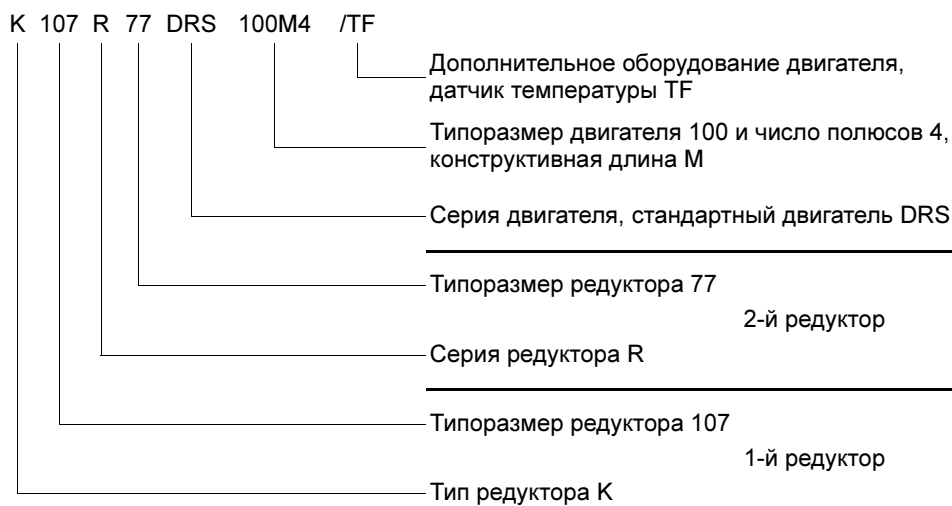 K 107 R 77 DRS 100M4 /TF
Дополнительное оборудование двигателя,
датчик температуры TF
Типоразмер двигателя 100 и число полюсов 4,
конструктивная длина M
Серия двигателя, стандартный двигатель DRS
Типоразмер редуктора 77
2-й редуктор
Серия редуктора R
Типоразмер редуктора 107
1-й редуктор
Тип редуктора K